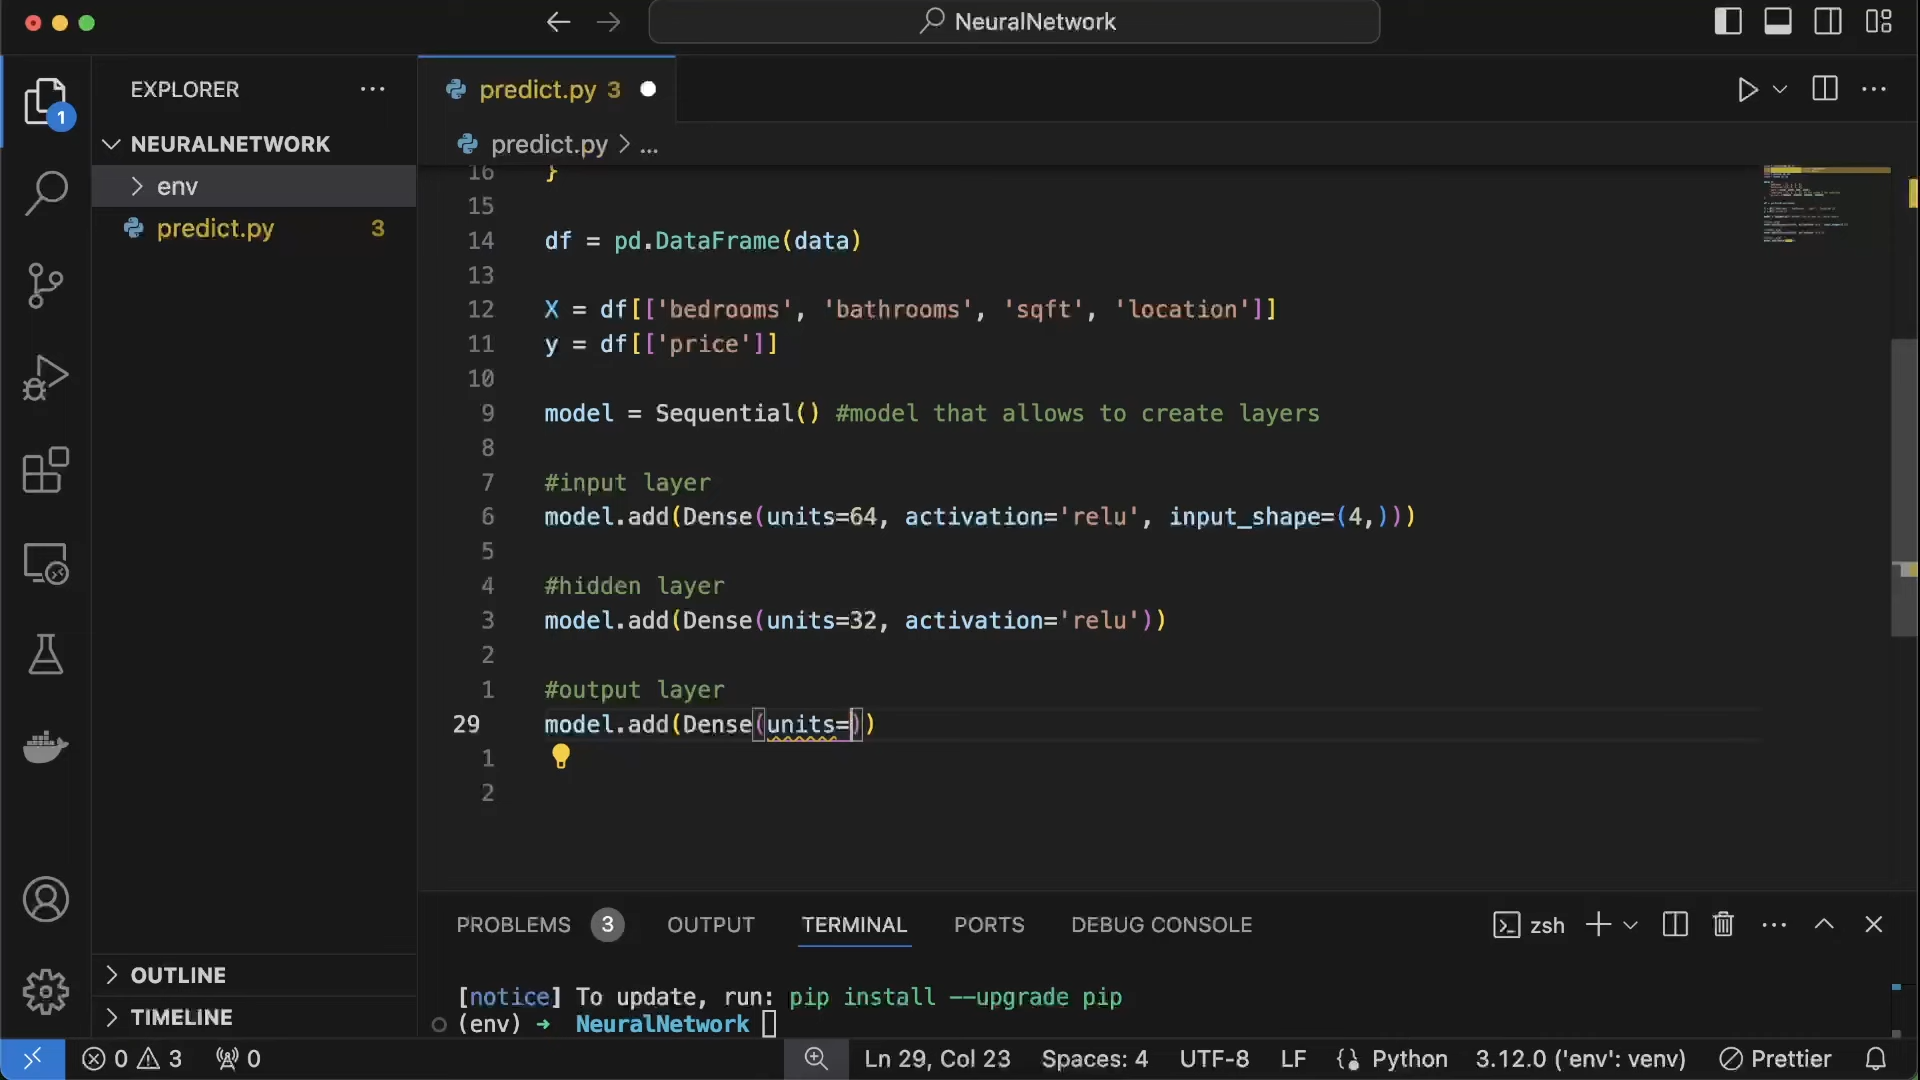 NeuralNetwork
EXPLORER ...
predict.py 3
1
NEURALNETWORK
predict.py > ...
env
predict.py 3
16 }
15
14 df = pd.DataFrame(data)
13
12 X = df[['bedrooms', 'bathrooms', 'sqft', 'location']]
11 y = df[['price']]
10
9 model = Sequential() #model that allows to create layers
8
7 #input layer
6 model.add(Dense(units=64, activation='relu', input_shape=(4,)))
5
4 #hidden layer
3 model.add(Dense(units=32, activation='relu'))
2
1 #output layer
29 model.add(Dense(units=))
1
2
PROBLEMS 3 OUTPUT TERMINAL PORTS DEBUG CONSOLE zsh
OUTLINE
TIMELINE
[notice] To update, run: pip install --upgrade pip
(env) → NeuralNetwork
0 3 0 Ln 29, Col 23 Spaces: 4 UTF-8 LF Python 3.12.0 ('env': venv) Prettier